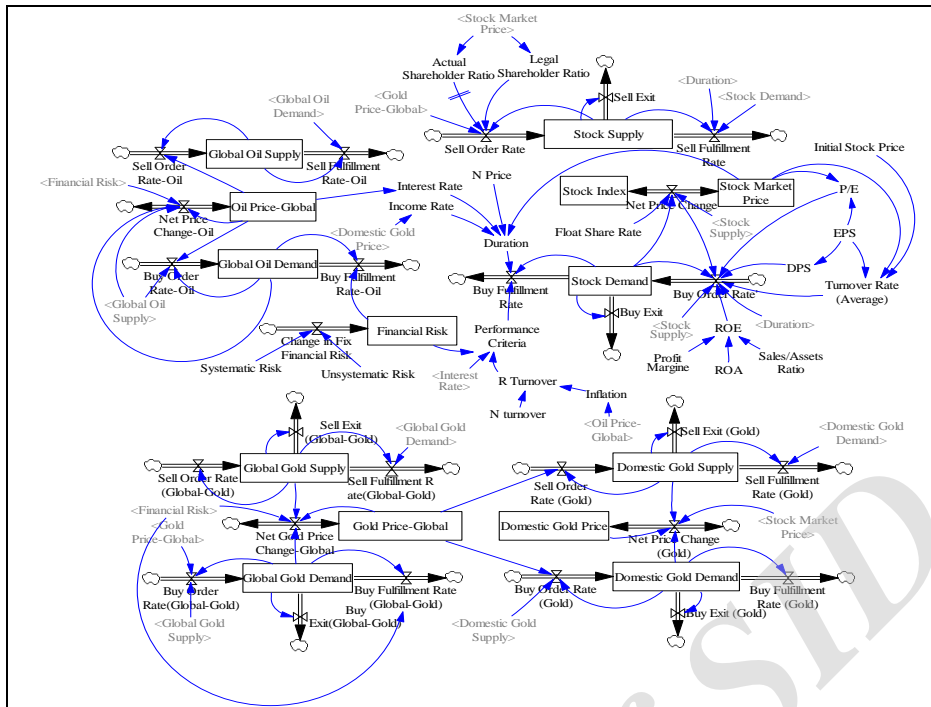 <Stock Market
Price>
Actual
Shareholder Ratio
Legal
Shareholder Ratio
<Gold
Price-Global>
<Global Oil
Demand>
Sell Exit
<Duration>
<Stock Demand>
Sell Order Rate
Stock Supply
Sell Fulfillment
Rate
Initial Stock Price
Sell Order
Rate-Oil
Global Oil Supply
Sell Fulfillment
Rate-Oil
<Financial Risk>
Oil Price-Global
Net Price
Change-Oil
Interest Rate
Income Rate
N Price
Stock Index
Net Price Change
Stock Market
Price
P/E
Float Share Rate
<Stock
Supply>
EPS
<Domestic Gold
Price>
Duration
DPS
Buy Order
Rate-Oil
Global Oil Demand
Buy Fulfillment
Rate-Oil
Buy Fulfillment
Rate
Stock Demand
Buy Order Rate'
Turnover Rate
(Average)
<Global Oil
Supply>
Buy Exit
<Stock
Supply>
<Duration>
ROE
Change in Fix
Financial Risk
Financial Risk
Performance
Criteria
Profit
Margine
ROA
Sales/Assets
Ratio
Systematic Risk
Unsystematic Risk
<Interest
Rate>
R Turnover
Inflation
N turnover
<Oil Price-
Global>
Sell Exit
(Global-Gold)
<Global Gold
Demand>
Sell Exit (Gold)
<Domestic Gold
Demand>
Sell Order Rate
(Global-Gold)
Global Gold Supply
Sell Fulfillment R
ate(Global-Gold)
Sell Order
Rate (Gold)
Domestic Gold Supply
Sell Fulfillment
Rate (Gold)
<Financial Risk>
<Gold
Price-Global>
Net Gold Price
Change-Global
Gold Price-Global
Domestic Gold Price
Net Price Change
(Gold)
<Stock Market
Price>
Buy Order
Rate(Global-Gold)
Global Gold Demand
Buy Fulfillment Rate
(Global-Gold)
Buy
Exit(Global-Gold)
Buy Order Rate
(Gold)
Domestic Gold Demand
Buy Fulfillment
Rate (Gold)
Buy Exit (Gold)
<Global Gold
Supply>
<Domestic Gold
Supply>
SID